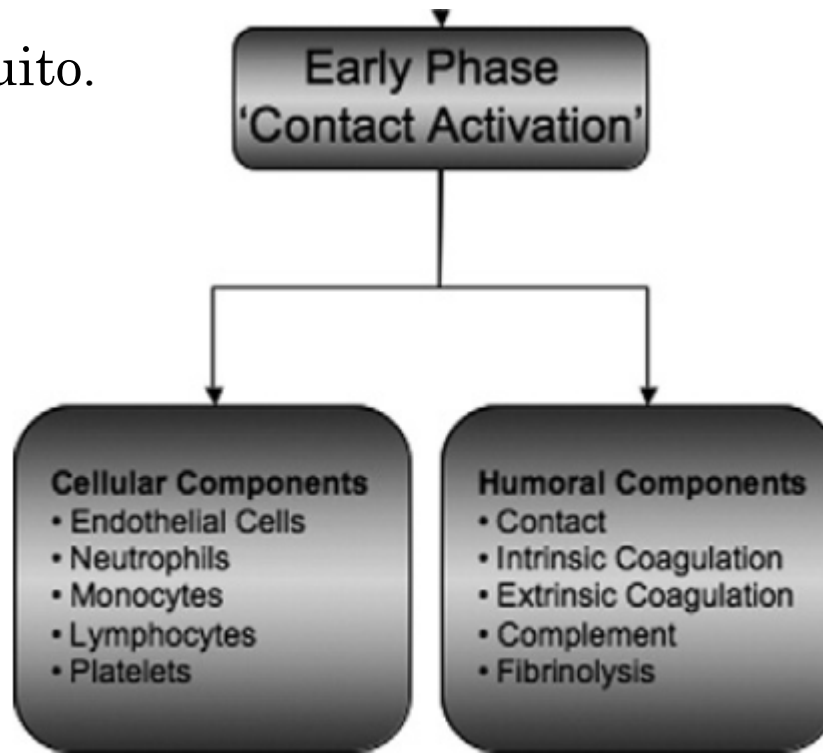 Early Phase
'Contact Activation'
Cellular Components
• Endothelial Cells
• Neutrophils
• Monocytes
• Lymphocytes
• Platelets
Humoral Components
• Contact
• Intrinsic Coagulation
• Extrinsic Coagulation
• Complement
• Fibrinolysis